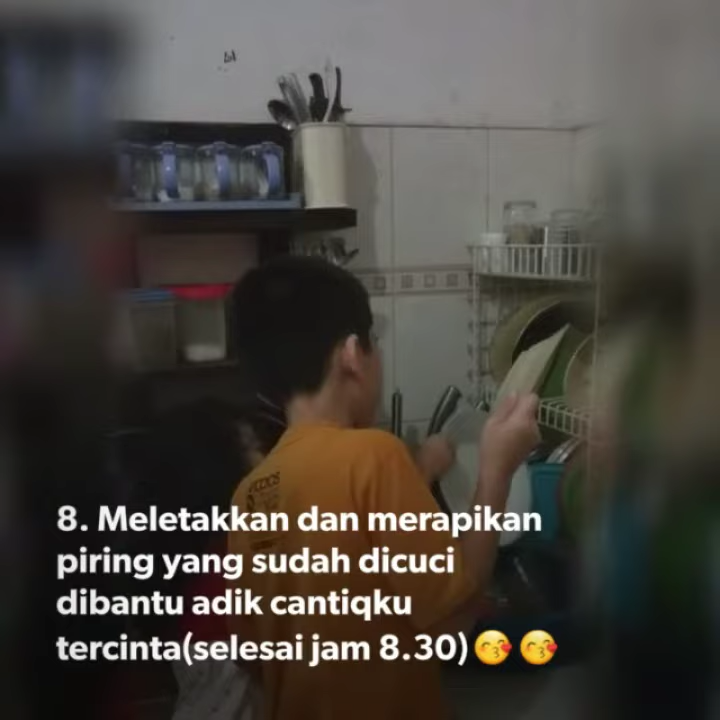 8. Meletakkan dan merapikan
piring yang sudah dicuci
dibantu adik cantiqku
tercinta(selesai jam 8.30)😙😙